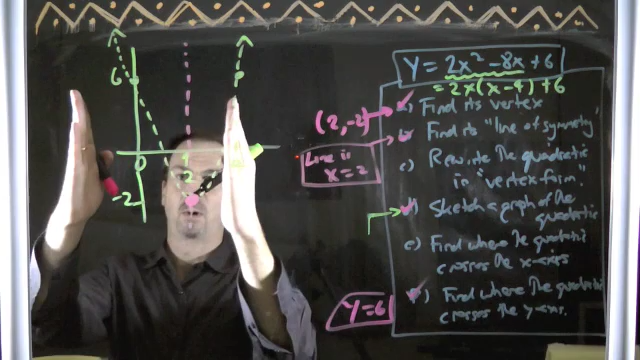 Y = 2x² - 8x + 6
= 2x(x-4) + 6
a) Find its vertex
(2,-2)
b) Find its "line of symmetry"
Line is
x = 2
c) Rewrite the quadratic
in "vertex-form."
d) Sketch a graph of the
quadratic
e) Find where the quadratic
crosses the x-axis
f) Find where the quadratic
crosses the y-axis.
Y = 6
6
0
2
-2